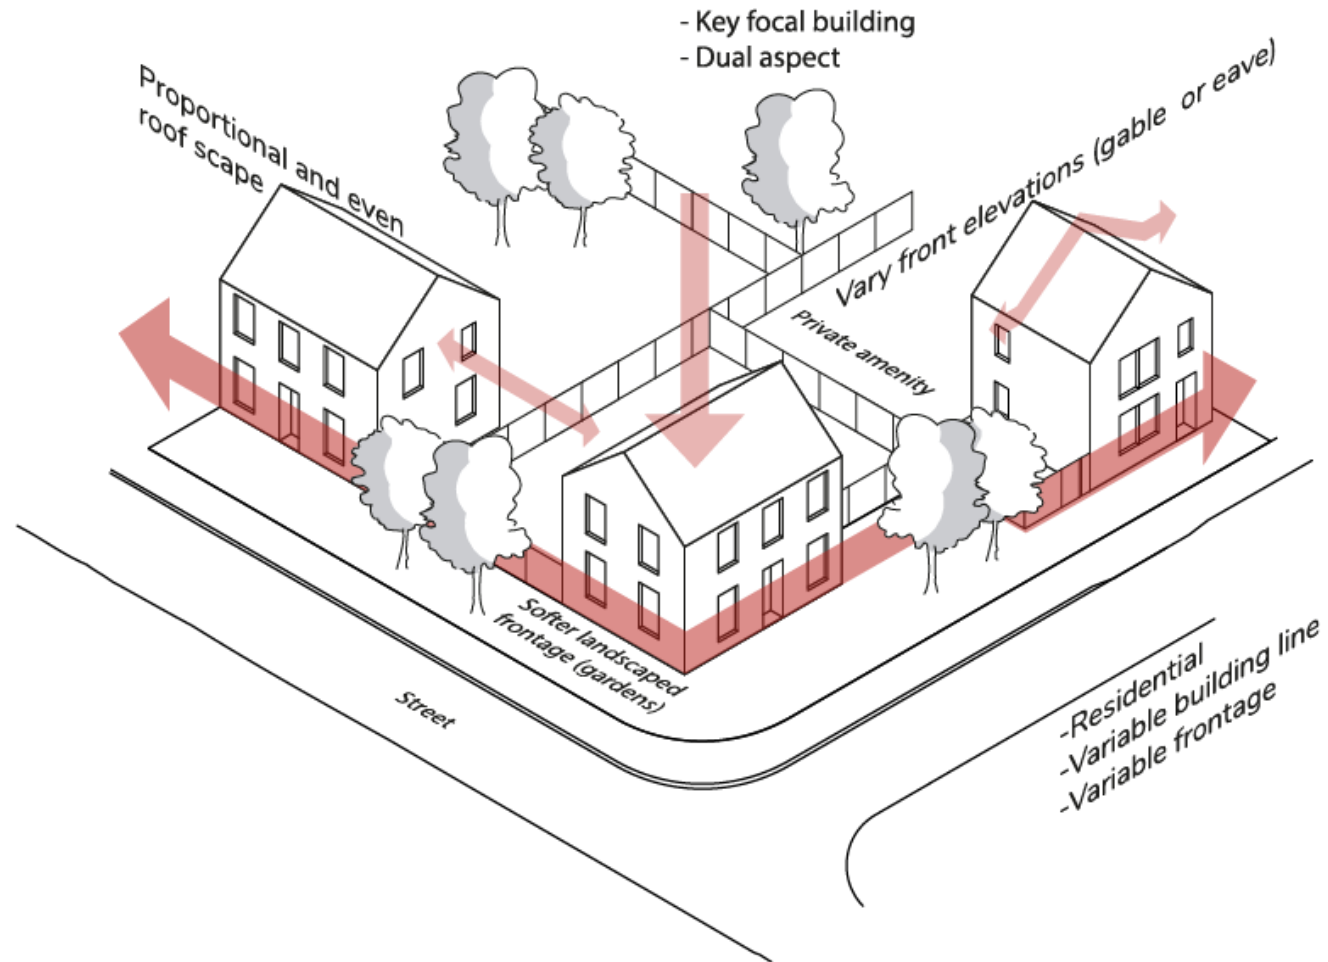 - Key focal building
- Dual aspect
Proportional and even
roof scape
Vary front elevations (gable or eave)
Private amenity
Softer landscaped
frontage (gardens)
Street
-Residential
-Variable building line
-Variable frontage